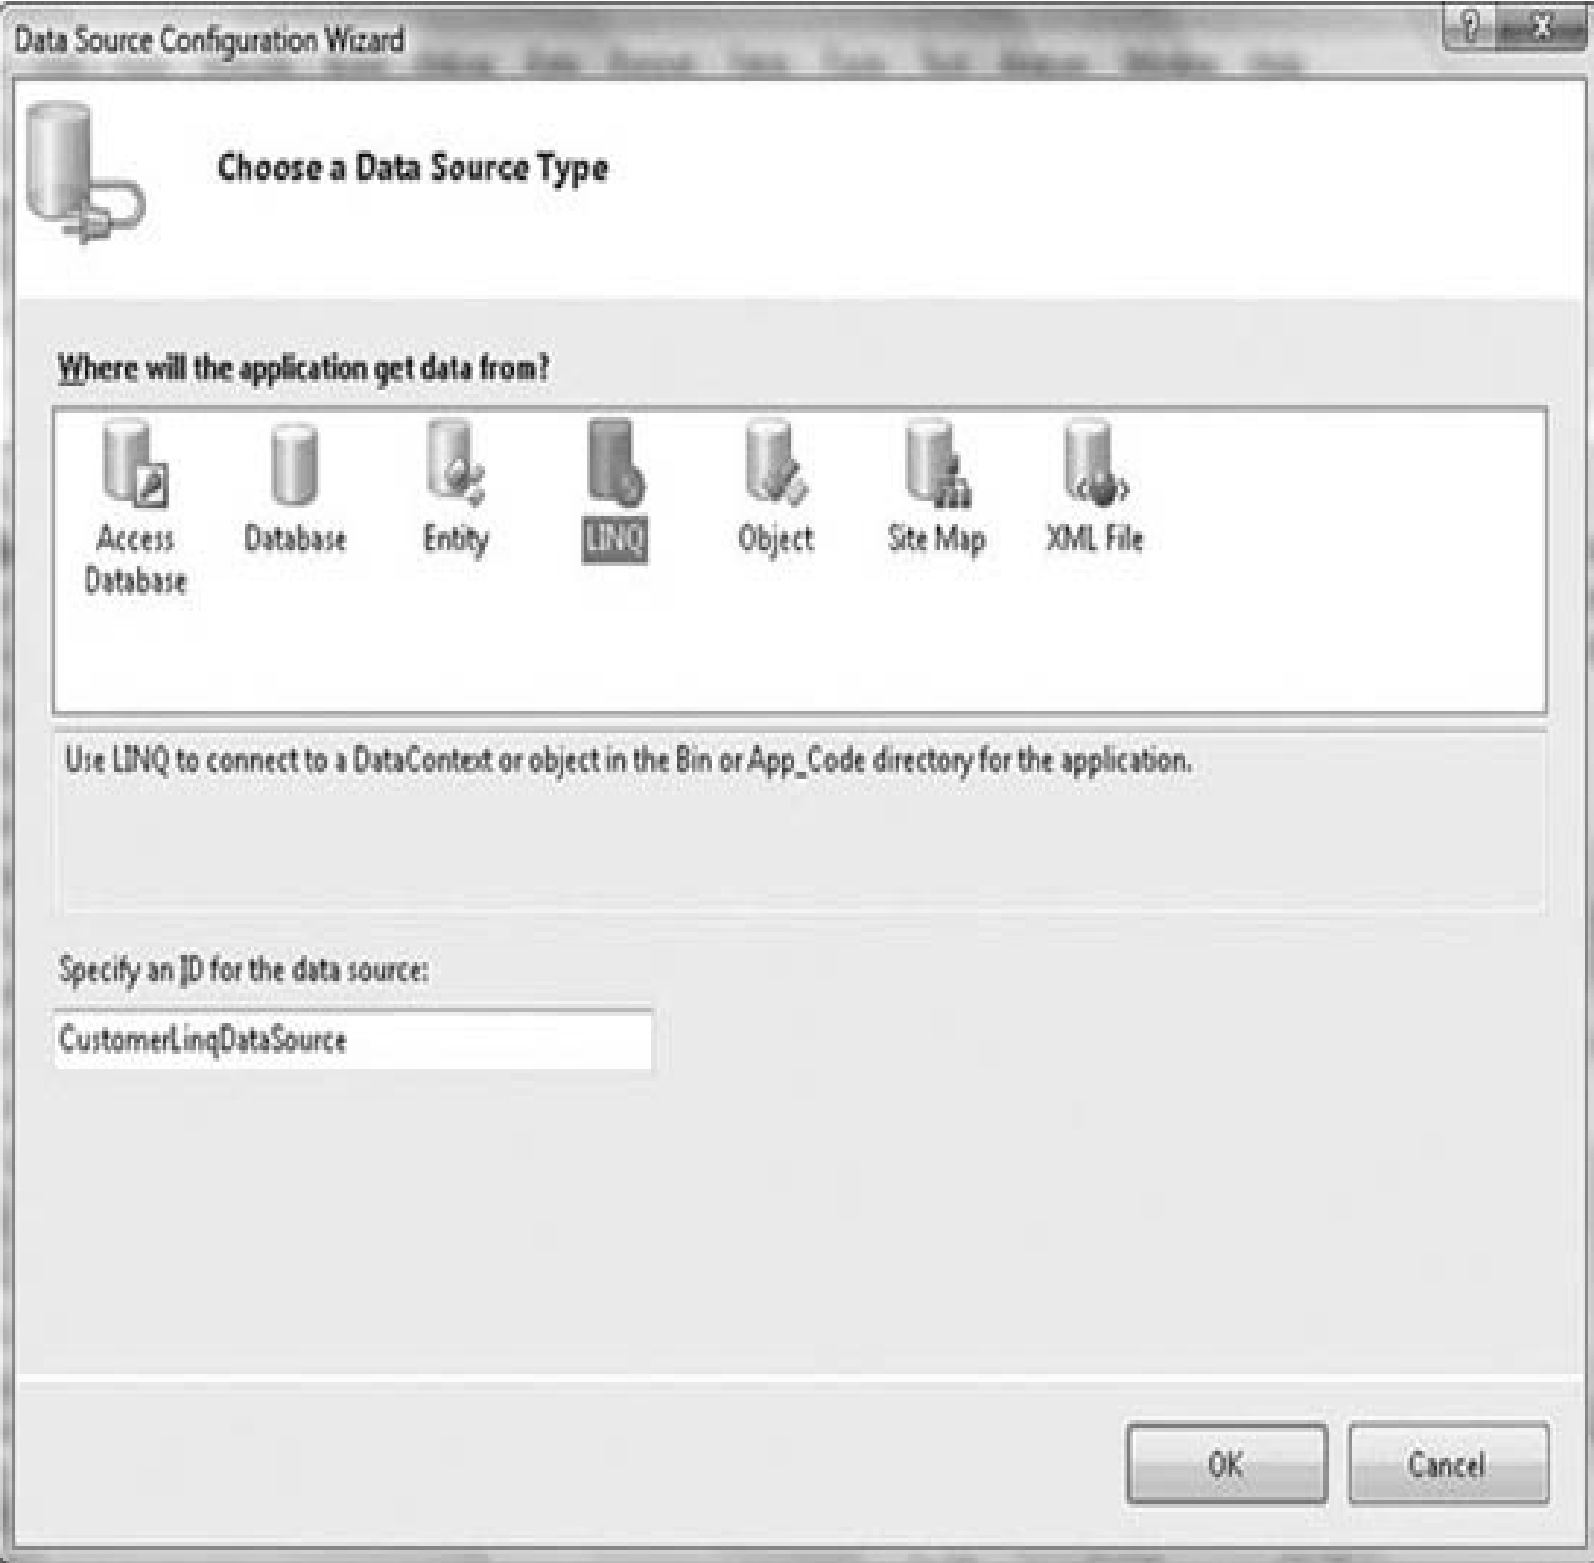 Data Source Configuration Wizard
Choose a Data Source Type
Where will the application get data from?
Access Database
Database
Entity
LINQ
Object
Site Map
XML File
Use LINQ to connect to a DataContext or object in the Bin or App_Code directory for the application.
Specify an ID for the data source:
CustomerLinqDataSource
OK
Cancel